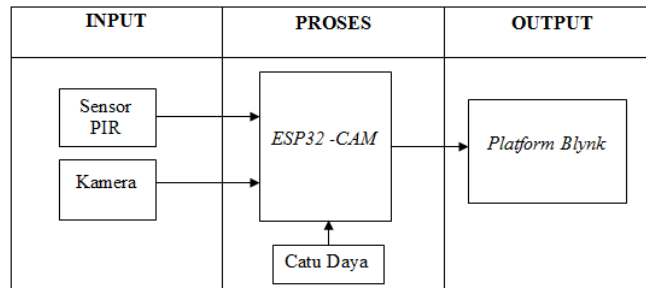 INPUT
PROSES
OUTPUT
Sensor
PIR
Kamera
ESP32 -CAM
Catu Daya
Platform Blynk